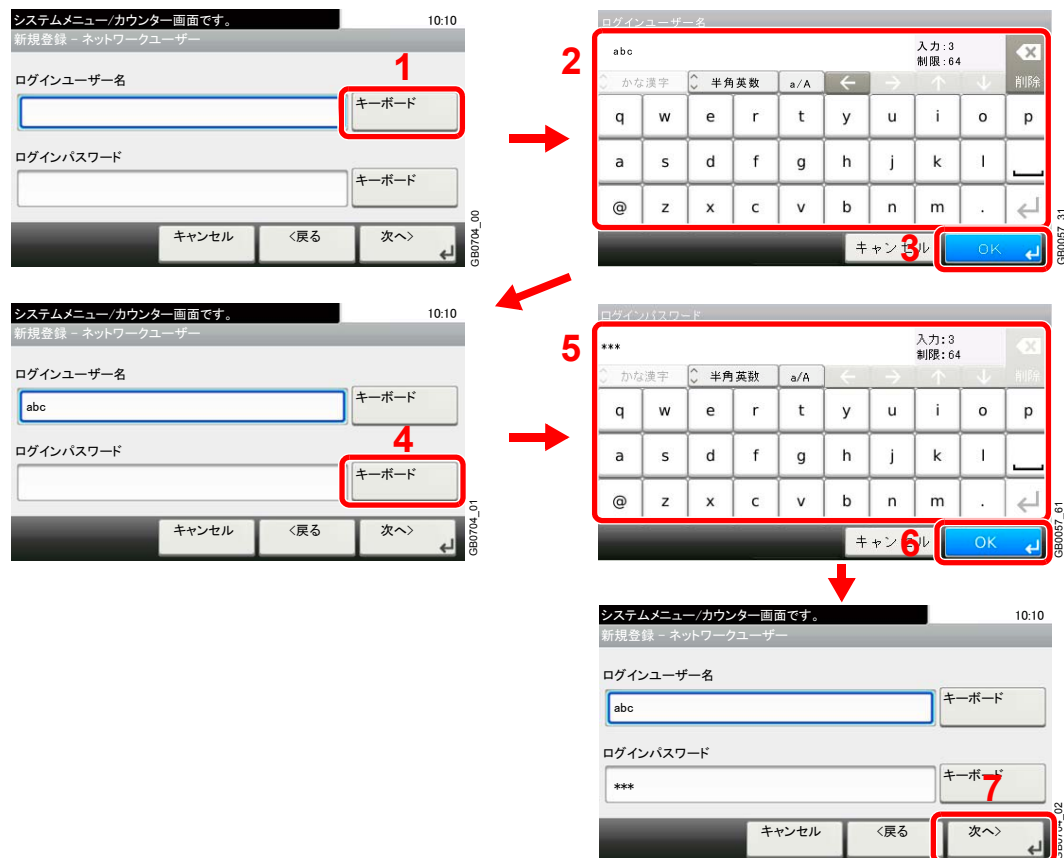 システムメニュー/カウンター画面です。 10:10
新規登録 - ネットワークユーザー
1
ログインユーザー名
キーボード
ログインパスワード
キーボード
キャンセル 〈戻る 次へ〉
GB0704_00
ログインユーザー名
2
abc 入力:3
制限:64
かな漢字 半角英数 a/A ← → ↑ ↓ 削除
q w e r t y u i o p
a s d f g h j k l
@ z x c v b n m .
キャンセル 3 OK
GB0057_31
システムメニュー/カウンター画面です。 10:10
新規登録 - ネットワークユーザー
ログインユーザー名
abc キーボード
4
ログインパスワード
キーボード
キャンセル 〈戻る 次へ〉
GB0704_01
ログインパスワード
5
*** 入力:3
制限:64
かな漢字 半角英数 a/A ← → ↑ ↓ 削除
q w e r t y u i o p
a s d f g h j k l
@ z x c v b n m .
キャンセル 6 OK
GB0057_61
システムメニュー/カウンター画面です。 10:10
新規登録 - ネットワークユーザー
ログインユーザー名
abc キーボード
ログインパスワード
*** キーボード
7
キャンセル 〈戻る 次へ〉
GB0704_02